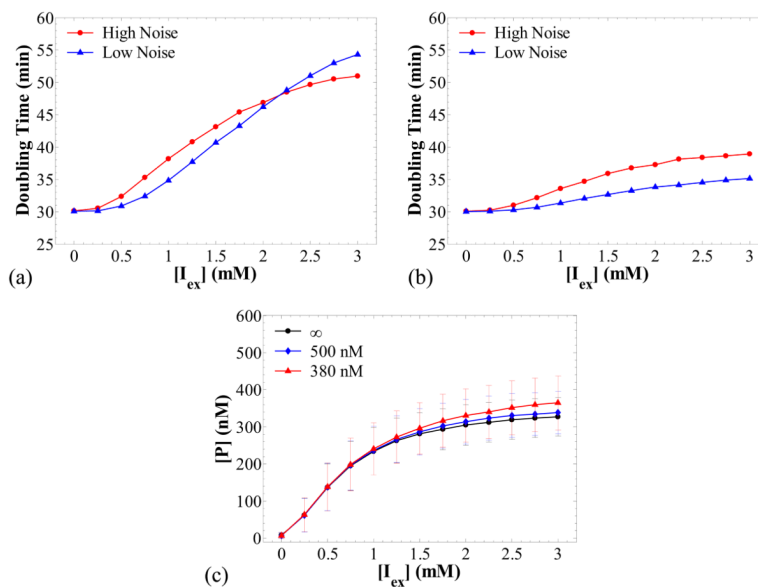 60
55
50
45
40
35
30
25
Doubling Time (min)
High Noise
Low Noise
0 0.5 1 1.5 2 2.5 3
[I_ex] (mM)
(a)
60
55
50
45
40
35
30
25
Doubling Time (min)
High Noise
Low Noise
0 0.5 1 1.5 2 2.5 3
[I_ex] (mM)
(b)
600
500
400
300
200
100
0
[P] (nM)
∞
500 nM
380 nM
0 0.5 1 1.5 2 2.5 3
[I_ex] (mM)
(c)